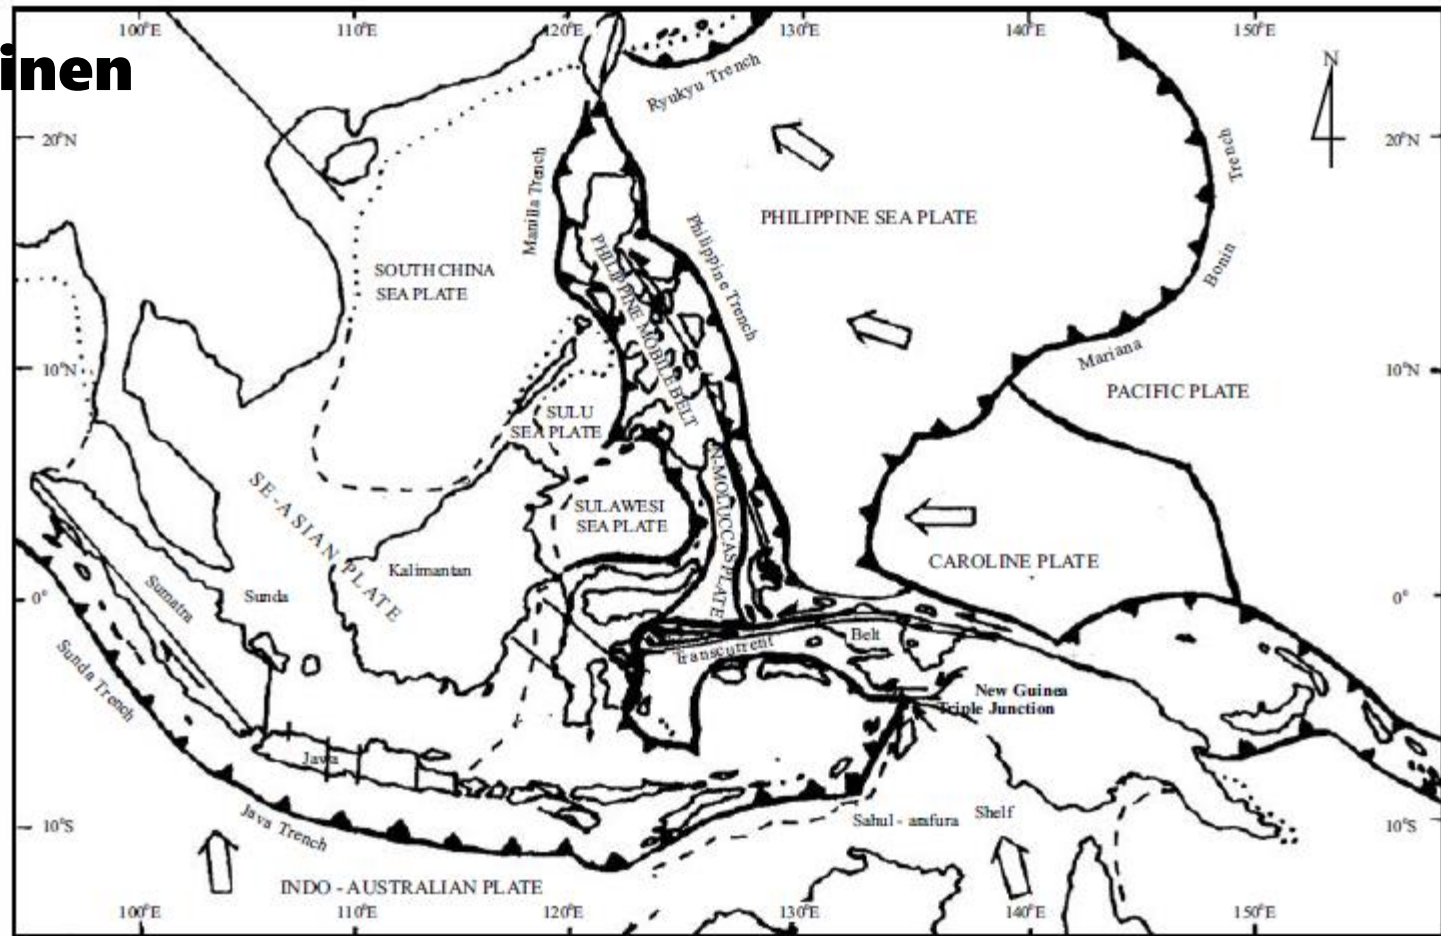 100°E 110°E 120°E 130°E 140°E 150°E
inen
N
Ryukyu Trench
20°N
20°N
Trench
Manilla Trench
PHILIPPINE SEA PLATE
Philippine Trench
SOUTH CHINA
SEA PLATE
PHILIPPINE MOBILE BELT
Bonin
Mariana
10°N
10°N
PACIFIC PLATE
SULU
SEA PLATE
N-MOLUCCAS PLATE
SE-ASIAN PLATE
SULAWESI
SEA PLATE
CAROLINE PLATE
Kalimantan
Sumatra
Sunda
0°
0°
Belt
Transcurrent
Sunda Trench
New Guinea
Triple Junction
Jawa
Java Trench
Sahul - arafura Shelf
10°S
10°S
INDO - AUSTRALIAN PLATE
100°E 110°E 120°E 130°E 140°E 150°E